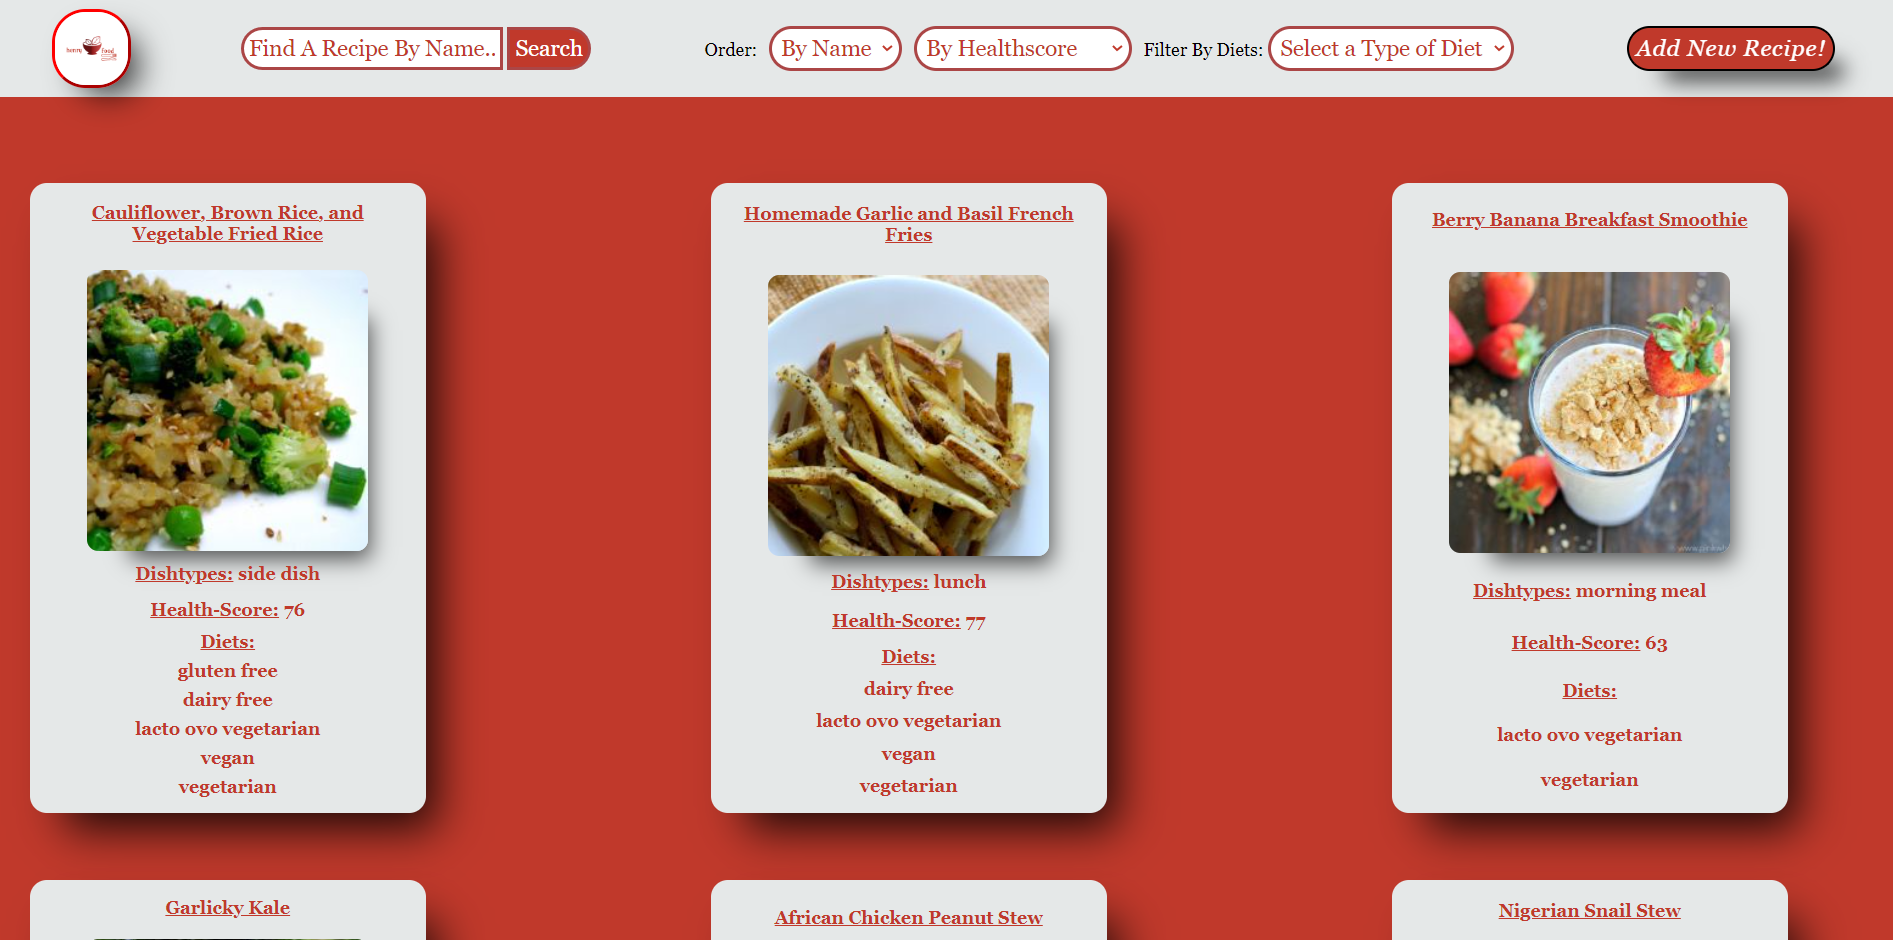 henry food
Find A Recipe By Name..
Search
Order:
By Name
By Healthscore
Filter By Diets:
Select a Type of Diet
Add New Recipe!
Cauliflower, Brown Rice, and
Vegetable Fried Rice
Dishtypes: side dish
Health-Score: 76
Diets:
gluten free
dairy free
lacto ovo vegetarian
vegan
vegetarian
Homemade Garlic and Basil French
Fries
Dishtypes: lunch
Health-Score: 77
Diets:
dairy free
lacto ovo vegetarian
vegan
vegetarian
Berry Banana Breakfast Smoothie
Dishtypes: morning meal
Health-Score: 63
Diets:
lacto ovo vegetarian
vegetarian
Garlicky Kale
African Chicken Peanut Stew
Nigerian Snail Stew